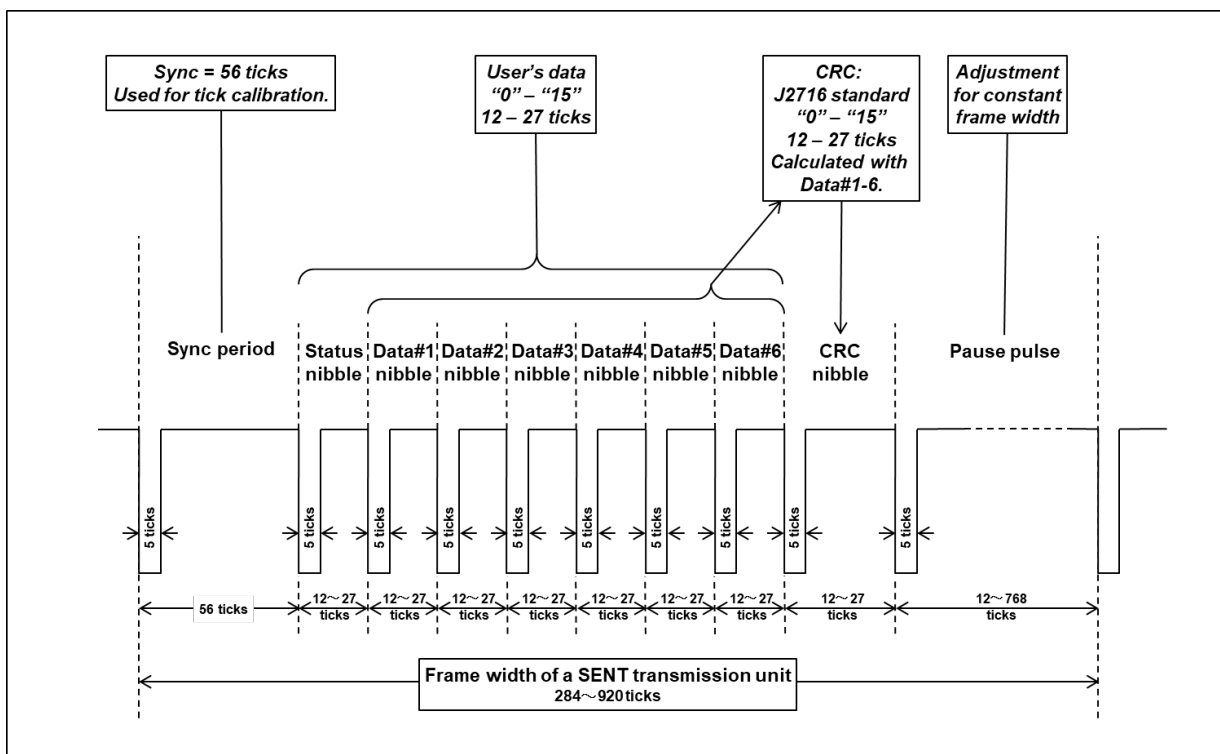 Sync = 56 ticks
Used for tick calibration.
User's data
“0” – “15”
12 – 27 ticks
CRC:
J2716 standard
“0” – “15”
12 – 27 ticks
Calculated with
Data#1-6.
Adjustment
for constant
frame width
Sync period
Status
nibble
Data#1
nibble
Data#2
nibble
Data#3
nibble
Data#4
nibble
Data#5
nibble
Data#6
nibble
CRC
nibble
Pause pulse
5 ticks
5 ticks
5 ticks
5 ticks
5 ticks
5 ticks
5 ticks
5 ticks
5 ticks
5 ticks
56 ticks
12～27
ticks
12～27
ticks
12～27
ticks
12～27
ticks
12～27
ticks
12～27
ticks
12～27
ticks
12～27
ticks
12～768
ticks
Frame width of a SENT transmission unit
284～920ticks